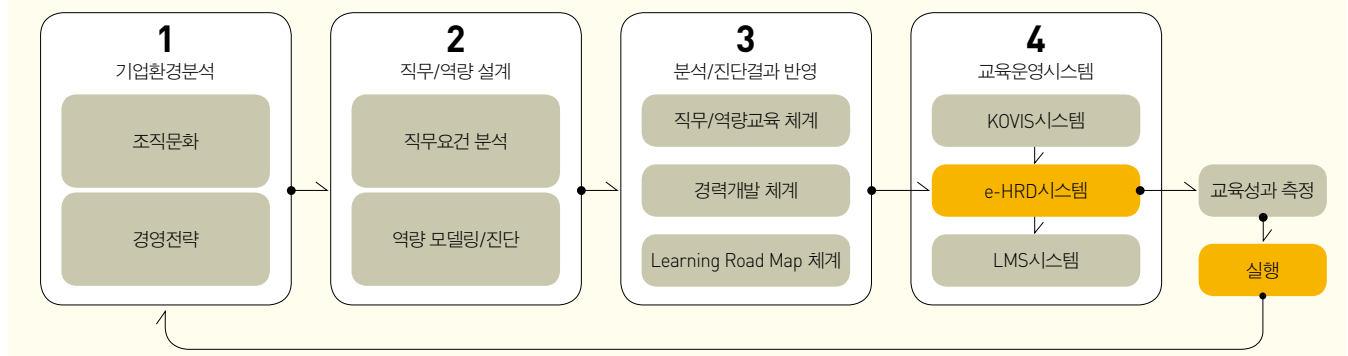 1
기업환경분석
조직문화
경영전략
2
직무/역량 설계
직무요건 분석
역량 모델링/진단
3
분석/진단결과 반영
직무/역량교육 체계
경력개발 체계
Learning Road Map 체계
4
교육운영시스템
KOVIS시스템
e-HRD시스템
LMS시스템
교육성과 측정
실행